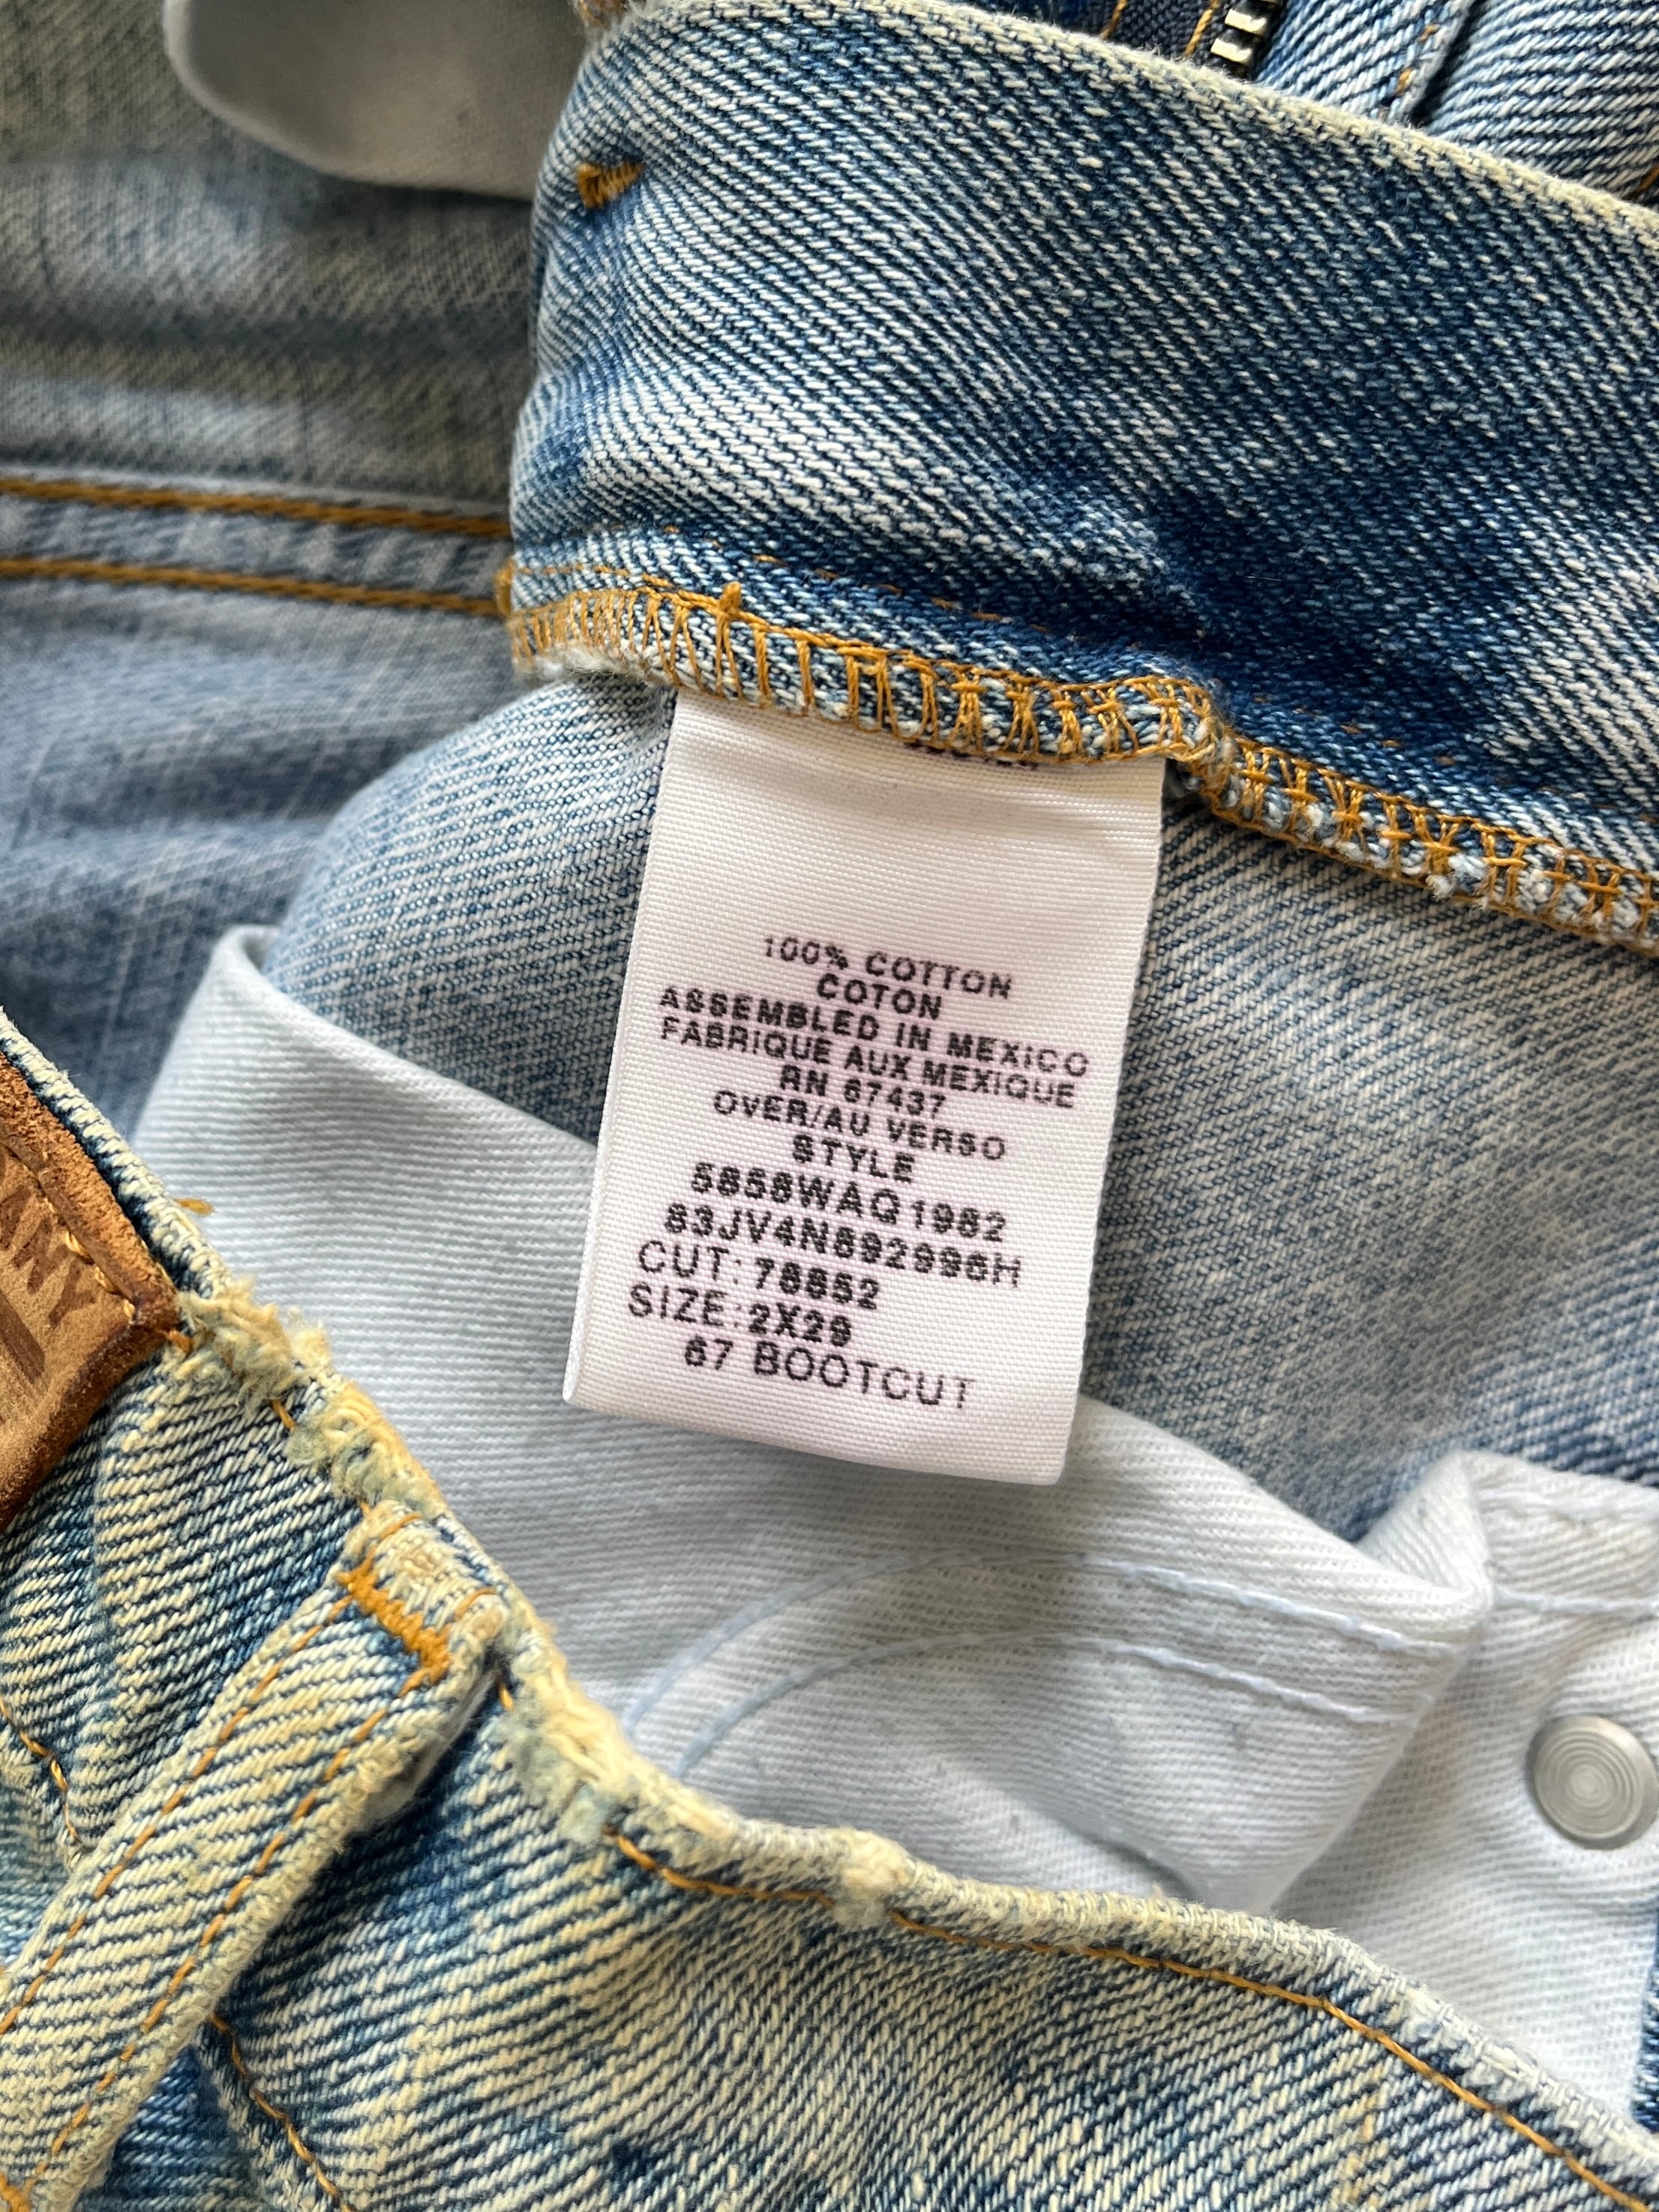 100% COTTON
COTON
ASSEMBLED IN MEXICO
FABRIQUE AUX MEXIQUE
RN 67437
OVER/AU VERSO
STYLE
5858WAQ1982
83JV4N892996H
CUT: 78852
SIZE: 2X29
67 BOOTCUT